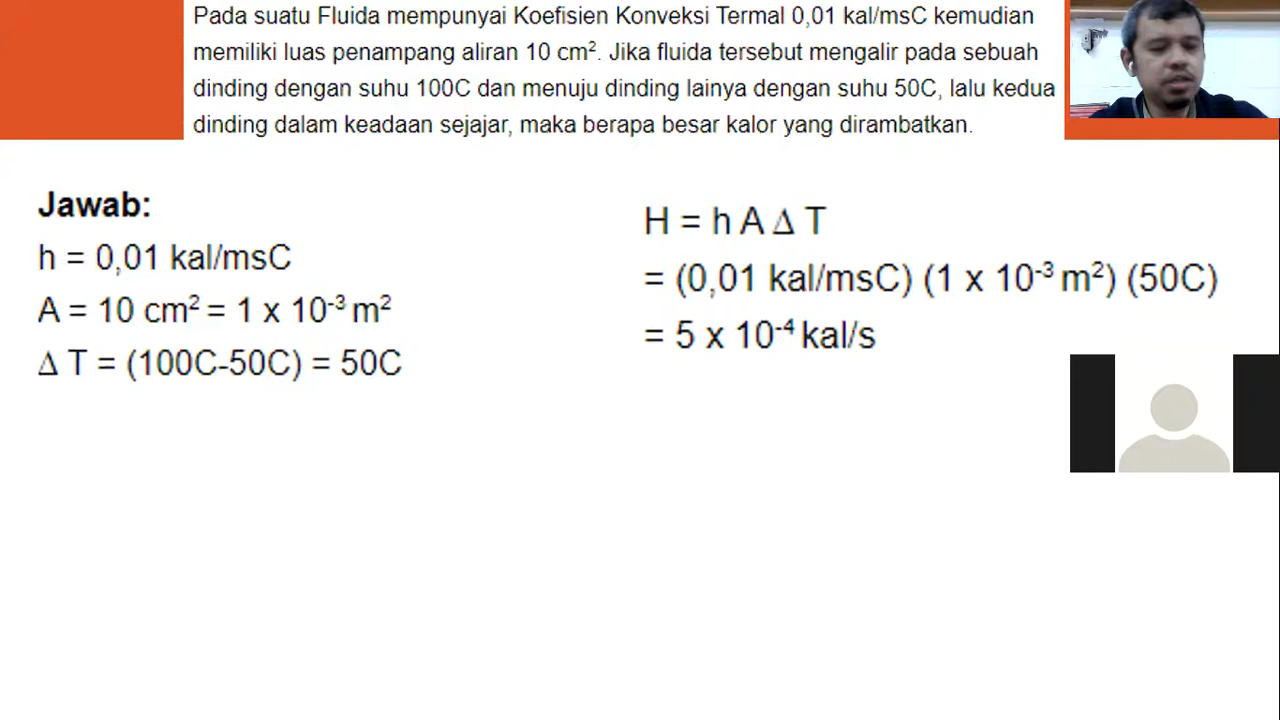 Pada suatu Fluida mempunyai Koefisien Konveksi Termal 0,01 kal/msC kemudian
memiliki luas penampang aliran 10 cm². Jika fluida tersebut mengalir pada sebuah
dinding dengan suhu 100C dan menuju dinding lainya dengan suhu 50C, lalu kedua
dinding dalam keadaan sejajar, maka berapa besar kalor yang dirambatkan.
Jawab:
h = 0,01 kal/msC
A = 10 cm² = 1 x 10⁻³ m²
Δ T = (100C-50C) = 50C
H = h A Δ T
= (0,01 kal/msC) (1 x 10⁻³ m²) (50C)
= 5 x 10⁻⁴ kal/s